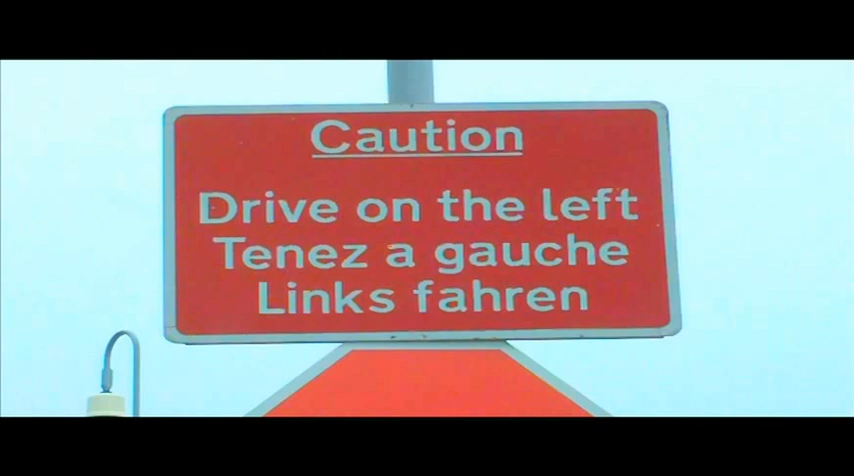 Caution
Drive on the left
Tenez a gauche
Links fahren